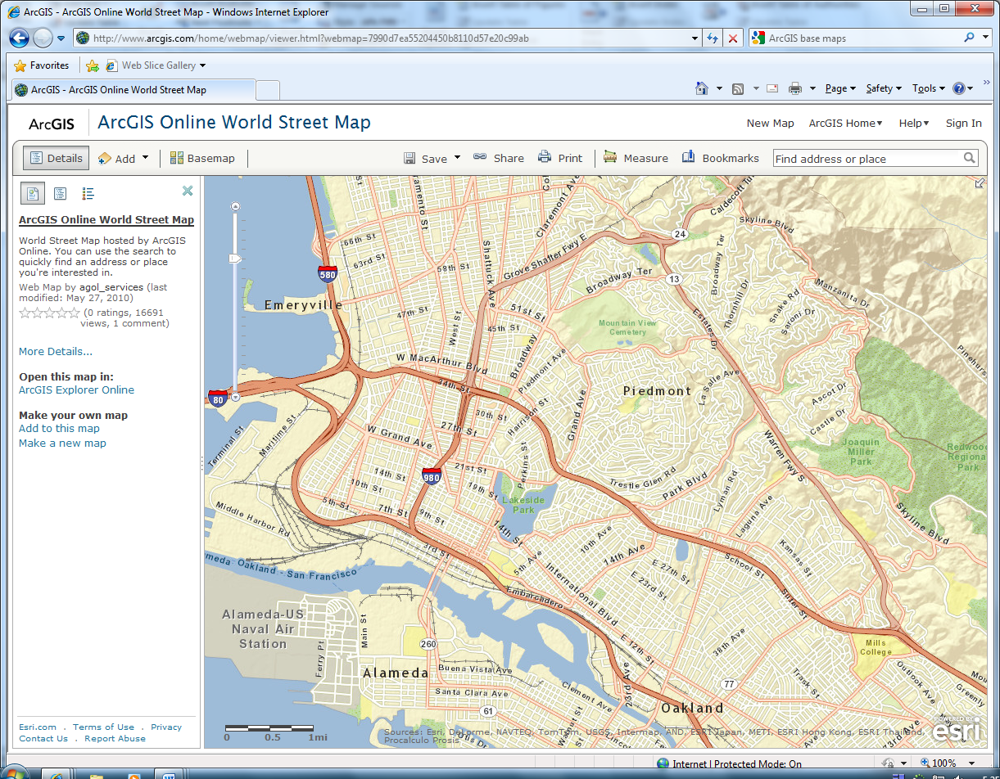 ArcGIS - ArcGIS Online World Street Map - Windows Internet Explorer
http://www.arcgis.com/home/webmap/viewer.html?webmap=7990d7ea55204450b8110d57e20c99ab
ArcGIS base maps
Favorites
Web Slice Gallery
ArcGIS - ArcGIS Online World Street Map
Page
Safety
Tools
ArcGIS
ArcGIS Online World Street Map
New Map
ArcGIS Home
Help
Sign In
Details
Add
Basemap
Save
Share
Print
Measure
Bookmarks
Find address or place
ArcGIS Online World Street Map
World Street Map hosted by ArcGIS
Online. You can use the search to
quickly find an address or place
you're interested in.
Web Map by agol_services (last
modified: May 27, 2010)
(0 ratings, 16691
views, 1 comment)
More Details...
Open this map in:
ArcGIS Explorer Online
Make your own map
Add to this map
Make a new map
Esri.com . Terms of Use . Privacy
Contact Us . Report Abuse
Claremont Ave
Caldecott Tu
Skyline Blvd
24
66th St
63rd St
58th St
Shattuck Ave
Grove Shafter Fwy E
Broadway Ter
Broadway Ter
13
580
Emeryville
Manzanita Dr
Thornhill Dr
Snake Rd
Saroni Dr
Estates Dr
47th St
51st St
45th St
West St
Broadway
Mountain View
Cemetery
Pinehurs
W MacArthur Blvd
Piedmont Ave
34th St
Piedmont
La Salle Ave
Ascot Dr
Castle Dr
80
30th St
Harrison St
Grand Ave
27th St
W Grand Ave
Terminal St
Maritime St
Warren Fwy S
Joaquin
Miller
Park
Redwoo
Regiona
Park
980
21st St
Perkins St
14th St
10th St
19th St
Trestle Glen Rd
Park Blvd
Lyman Rd
Laguna Ave
Lakeside
Park
5th St
7th St
9th St
14th St
Middle Harbor Rd
3rd St
10th Ave
14th Ave
5th Ave
Skyline Blvd
Kansas St
School St
meda Oakland - San Francisco
International Blvd
E 27th St
E 23rd St
Embarcadero
Suter St
Alameda-US
Naval Air
Station
Main St
Ferry Pt
260
E 12th St
38th Ave
Mills
College
Alameda
Buena Vista Ave
Santa Clara Ave
Clement Ave
23rd Ave
77
Trask St
Outlook Ave
Greenly
Mou
61
Oakland
0 0.5 1mi
Sources: Esri, DeLorme, NAVTEQ, TomTom, USGS, Intermap, AND, ESRI Japan, METI, ESRI Hong Kong, ESRI Thailand,
Procalculo Prosis
POWERED BY
esri
Internet | Protected Mode: On
100%